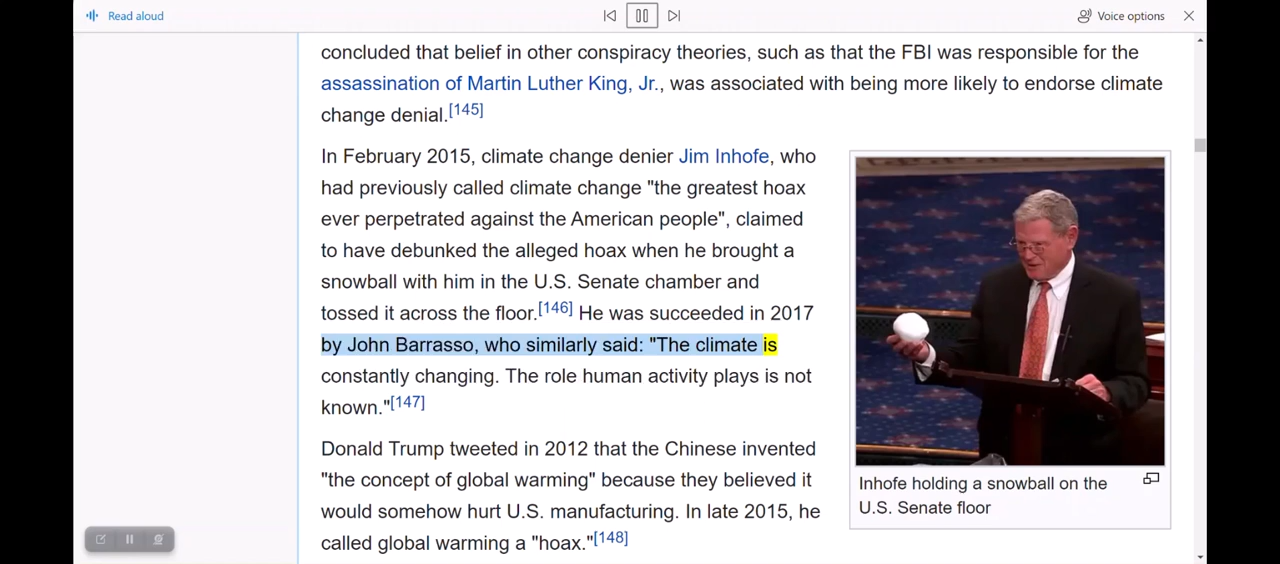 Read aloud
Voice options
concluded that belief in other conspiracy theories, such as that the FBI was responsible for the
assassination of Martin Luther King, Jr., was associated with being more likely to endorse climate
change denial.[145]
In February 2015, climate change denier Jim Inhofe, who
had previously called climate change "the greatest hoax
ever perpetrated against the American people", claimed
to have debunked the alleged hoax when he brought a
snowball with him in the U.S. Senate chamber and
tossed it across the floor.[146] He was succeeded in 2017
by John Barrasso, who similarly said: "The climate is
constantly changing. The role human activity plays is not
known."[147]
Donald Trump tweeted in 2012 that the Chinese invented
"the concept of global warming" because they believed it
would somehow hurt U.S. manufacturing. In late 2015, he
called global warming a "hoax."[148]
Inhofe holding a snowball on the
U.S. Senate floor